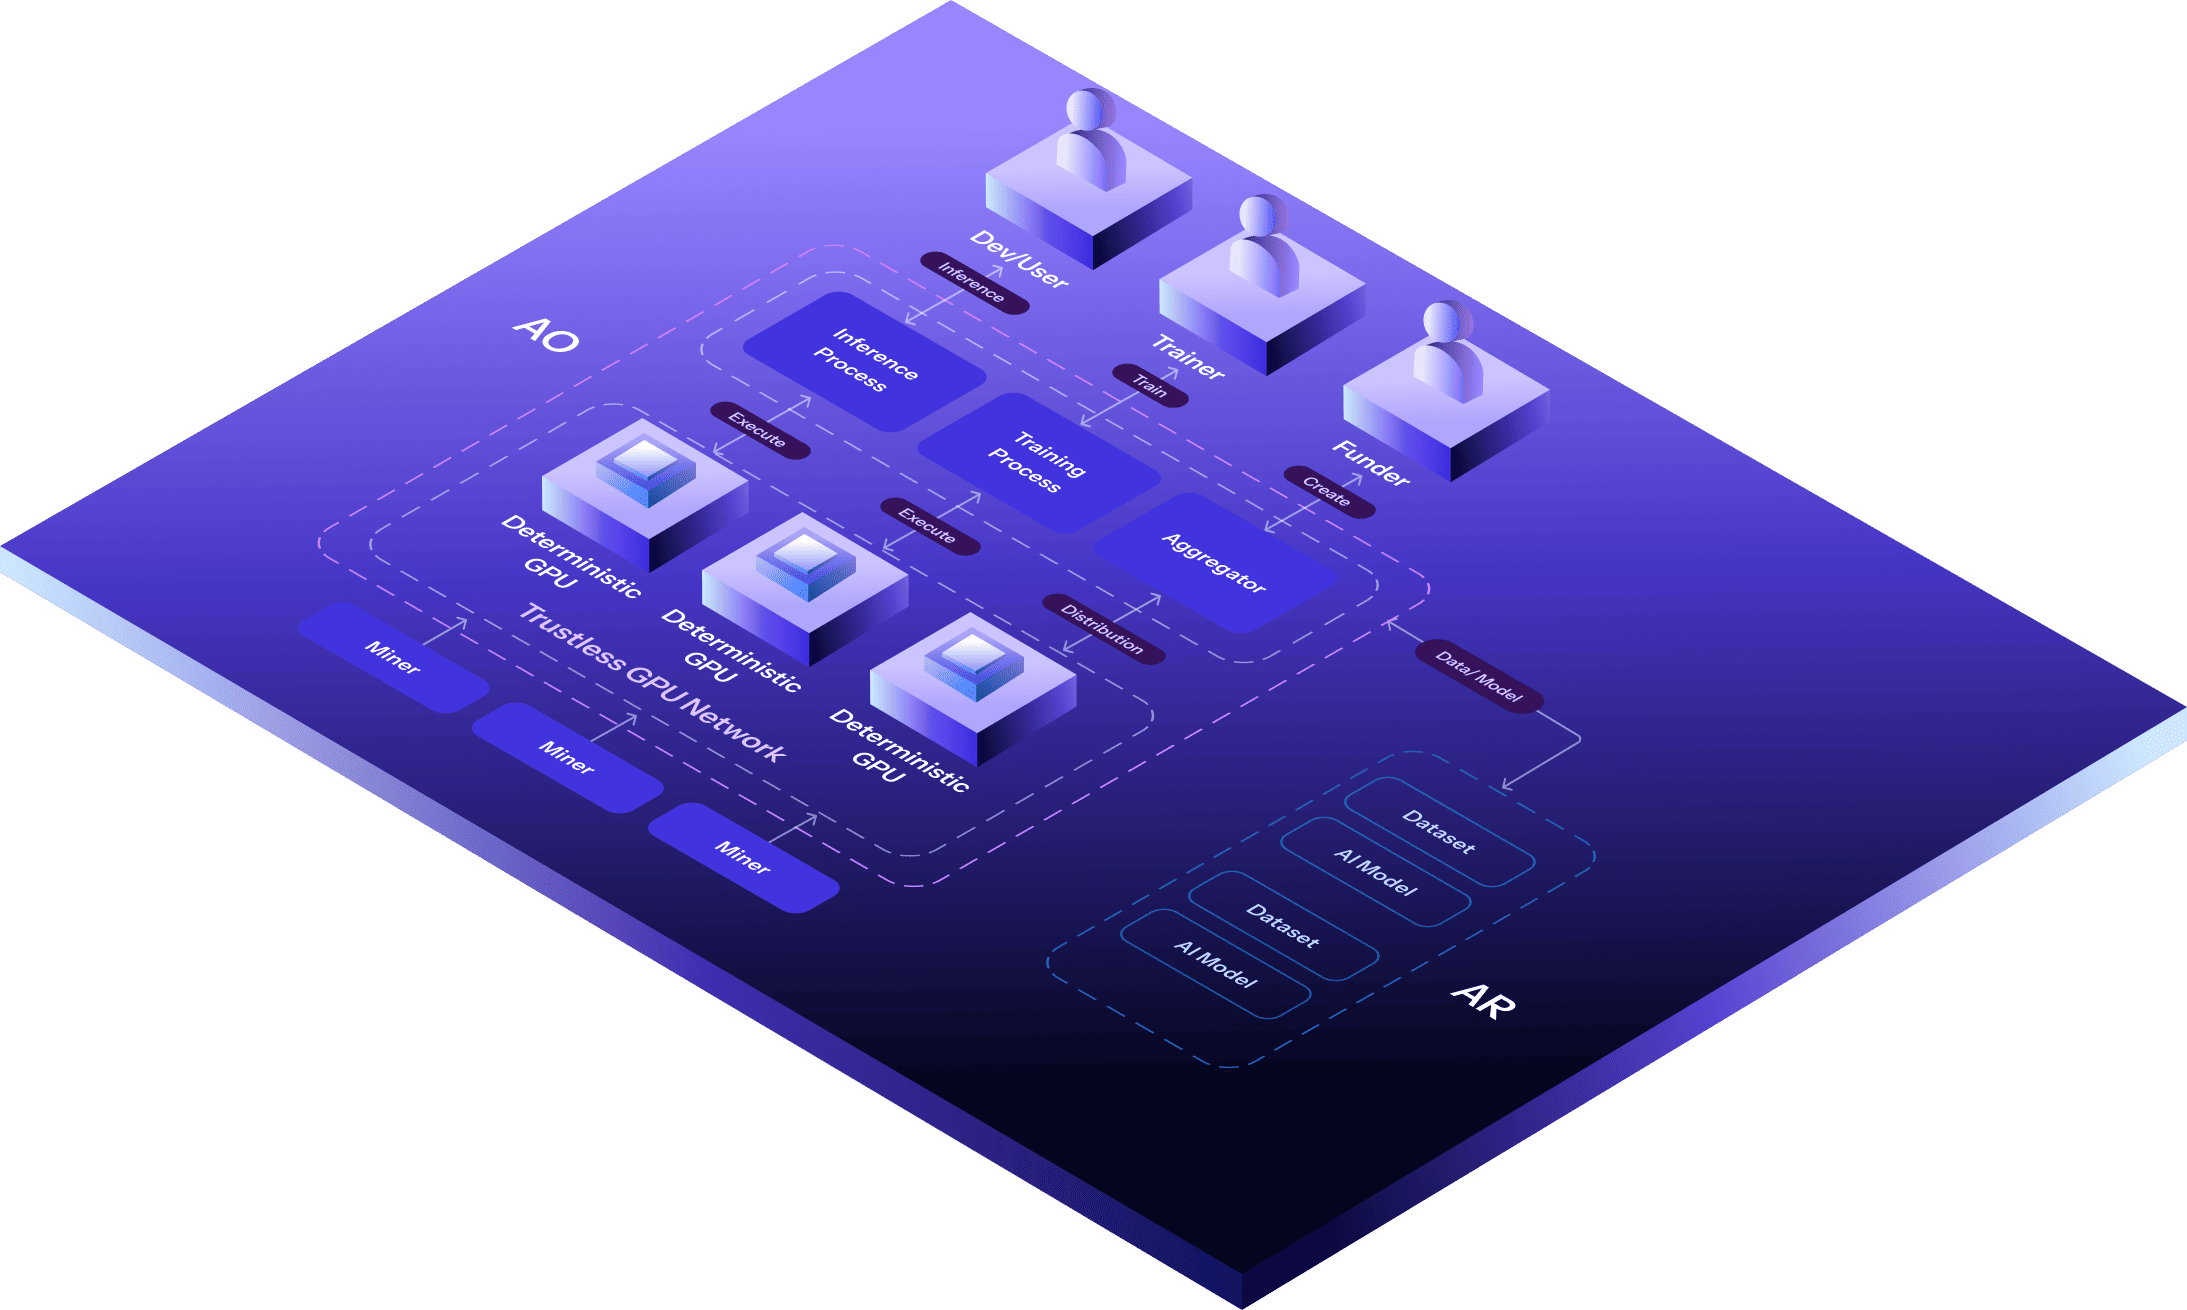 Dev/User
Inference
Trainer
Train
Funder
Create
AO
Inference
Process
Training
Process
Aggregator
Execute
Execute
Distribution
Deterministic
GPU
Deterministic
GPU
Deterministic
GPU
Trustless GPU Network
Miner
Miner
Miner
Data/Model
Dataset
AI Model
Dataset
AI Model
AR